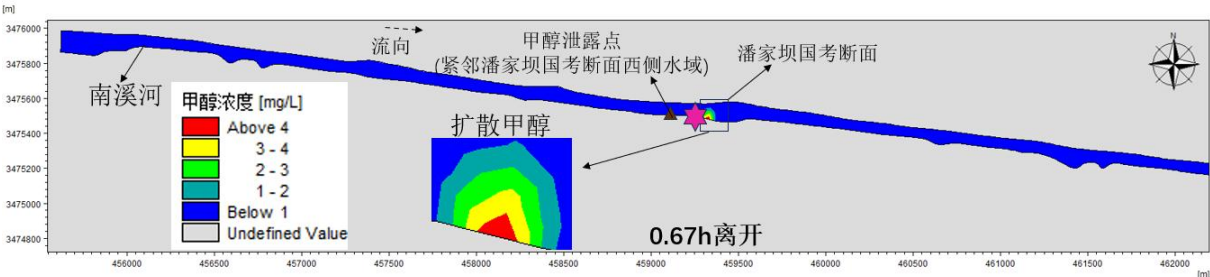 [m]
3476000
3475800
3475600
3475400
3475200
3475000
3474800
流向
甲醇泄露点
(紧邻潘家坝国考断面西侧水域)
潘家坝国考断面
N
南溪河
甲醇浓度 [mg/L]
Above 4
3 - 4
2 - 3
1 - 2
Below 1
Undefined Value
扩散甲醇
0.67h离开
456000
456500
457000
457500
458000
458500
459000
459500
460000
460500
461000
461500
462000
[m]